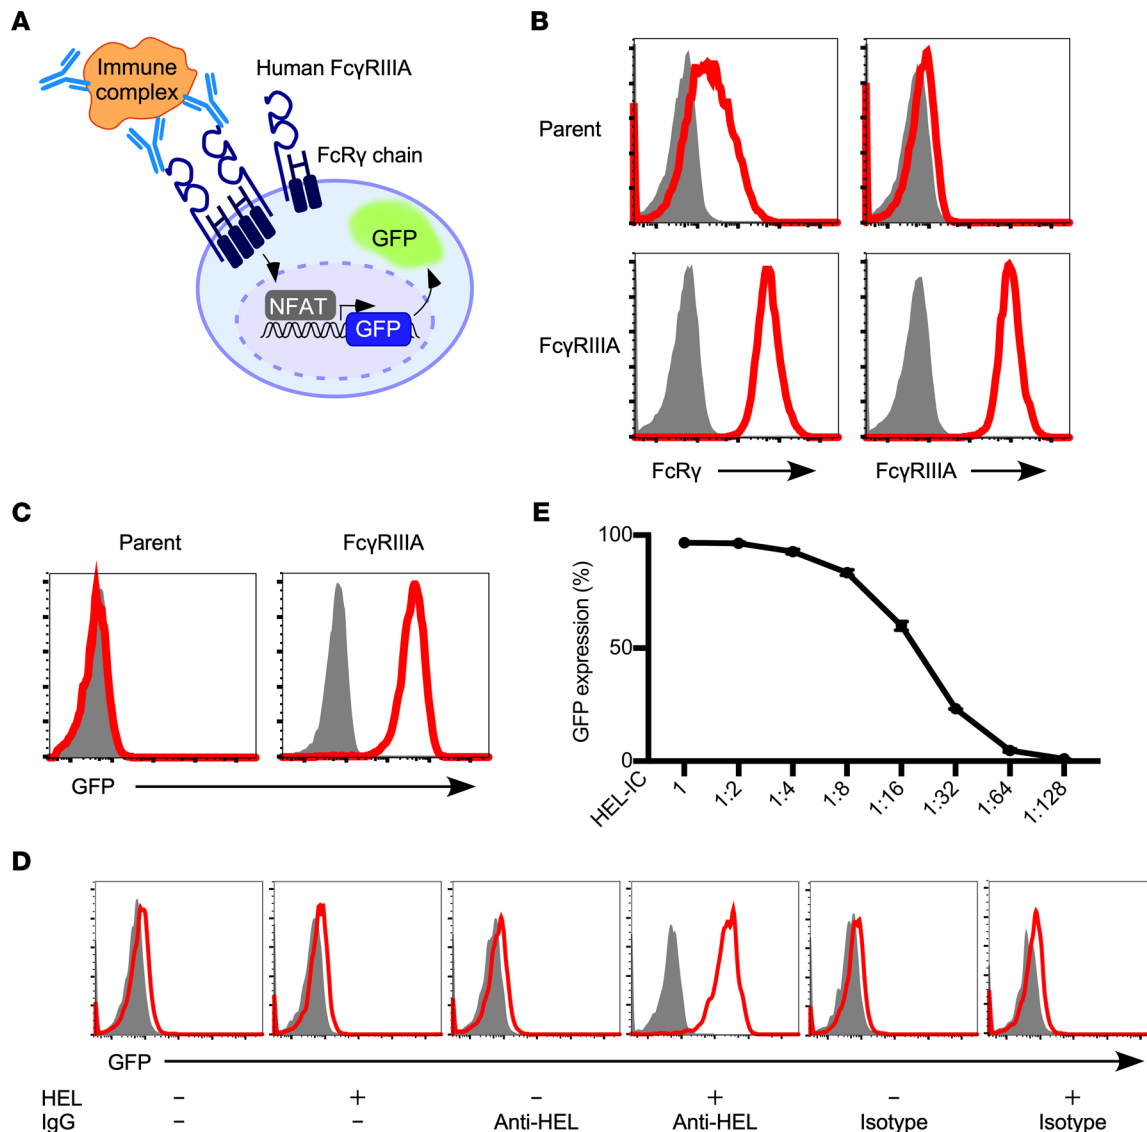 A
Immune
complex
Human FcγRIIIA
FcRγ chain
GFP
NFAT
GFP
B
Parent
FcγRIIIA
FcRγ
FcγRIIIA
C
Parent
FcγRIIIA
GFP
E
GFP expression (%)
100
50
0
HEL-IC
1
1:2
1:4
1:8
1:16
1:32
1:64
1:128
D
GFP
HEL − + − + − +
IgG − − Anti-HEL Anti-HEL Isotype Isotype